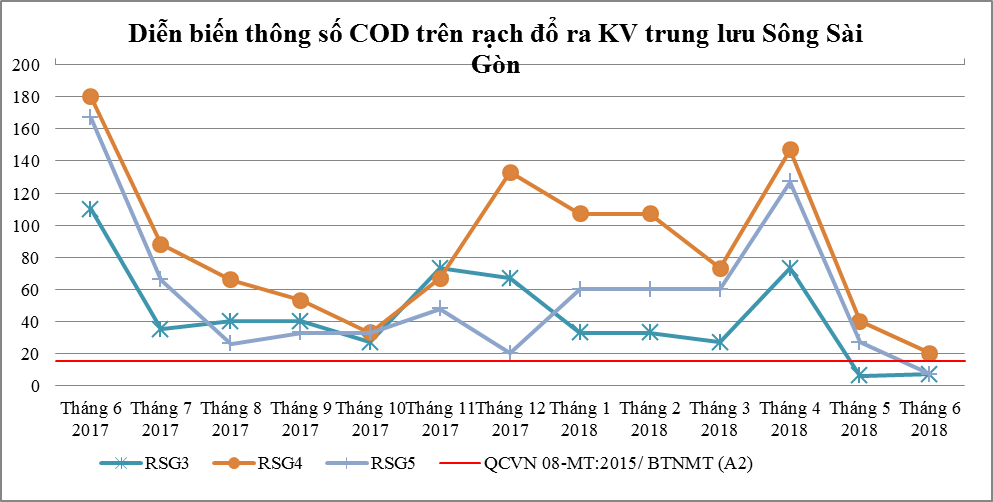 Diễn biến thông số COD trên rạch đổ ra KV trung lưu Sông Sài
Gòn
200
180
160
140
120
100
80
60
40
20
0
Tháng 6 Tháng 7 Tháng 8 Tháng 9 Tháng 10 Tháng 11 Tháng 12 Tháng 1 Tháng 2 Tháng 3 Tháng 4 Tháng 5 Tháng 6
2017 2017 2017 2017 2017 2017 2017 2018 2018 2018 2018 2018 2018
RSG3 RSG4 RSG5 QCVN 08-MT:2015/ BTNMT (A2)